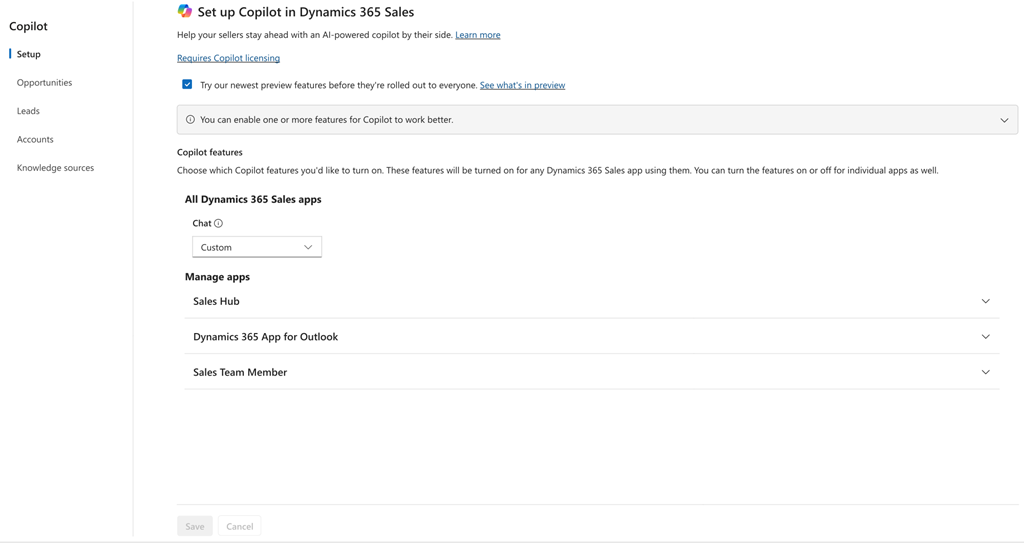 Copilot
Setup
Opportunities
Leads
Accounts
Knowledge sources
Set up Copilot in Dynamics 365 Sales
Help your sellers stay ahead with an AI-powered copilot by their side. Learn more
Requires Copilot licensing
Try our newest preview features before they're rolled out to everyone. See what's in preview
You can enable one or more features for Copilot to work better.
Copilot features
Choose which Copilot features you'd like to turn on. These features will be turned on for any Dynamics 365 Sales app using them. You can turn the features on or off for individual apps as well.
All Dynamics 365 Sales apps
Chat
Custom
Manage apps
Sales Hub
Dynamics 365 App for Outlook
Sales Team Member
Save Cancel